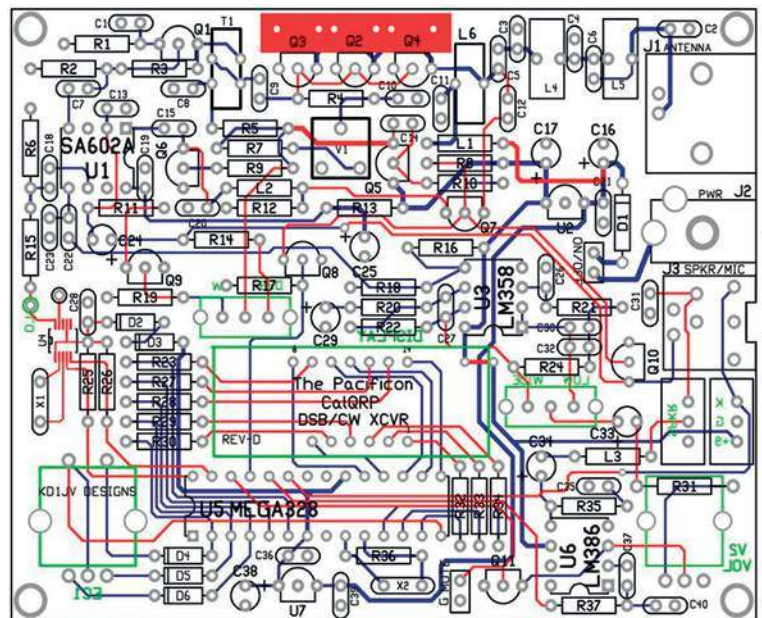 C1
R1
Q1
T1
Q3
Q2
Q4
L6
C3
C4
C6
C2
J1 ANTENNA
R2
R3
C5
L4
L5
C7
C13
C8
C9
R4
C10
C11
C12
C18
R6
SA602A
U1
C15
C19
Q6
R5
R7
R9
V1
C14
L1
R8
R10
C17
C16
L2
Q5
R11
C20
R12
R13
Q7
U2
D1
PWR
J2
R15
C23
C22
C24
R14
C25
R16
J3 SPKR/MIC
Q9
Q8
R17
R18
U3
LM358
R19
C28
R20
R21
C31
D2
C29
R22
C27
C30
C32
U4
D3
R24
Q10
X1
R25
R26
R23
R27
R28
R29
R30
The Pacificon
CalQRP
DSB/CW XCVR
REV-D
C33
C34
L3
KD1JV DESIGNS
U5 MEGA328
R32
R33
R34
C35
R35
R31
D4
D5
D6
C36
R36
C38
U7
C39
X2
Q11
U6
LM386
C37
R37
C40
V2
VOL